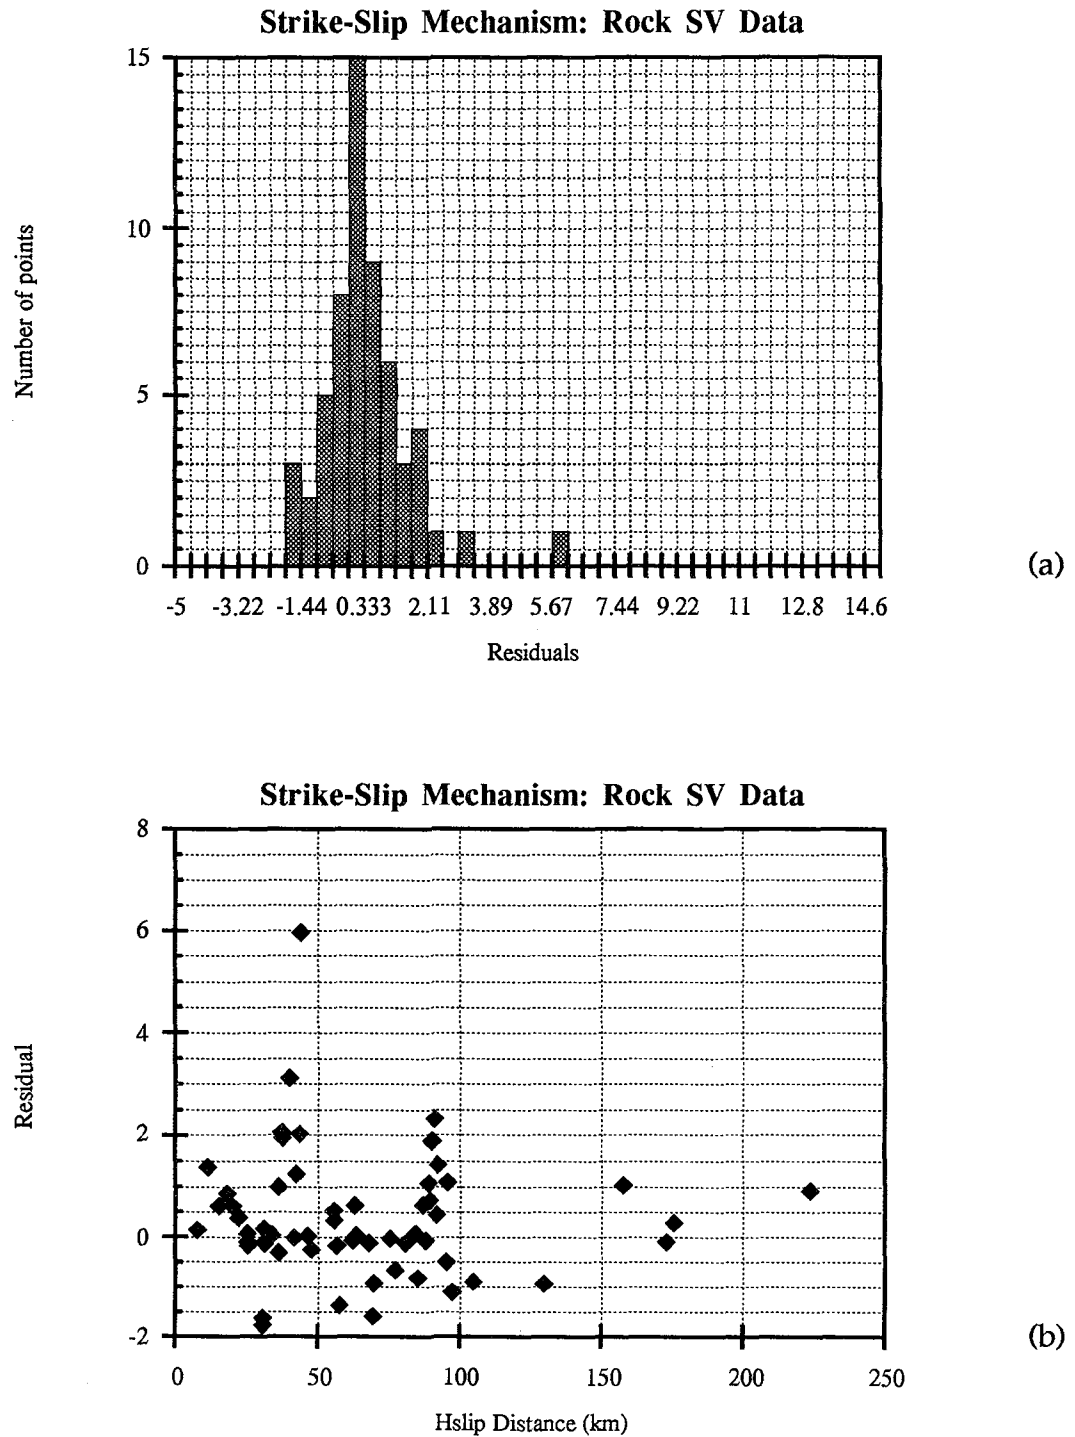 Strike-Slip Mechanism: Rock SV Data
15
10
5
0
Number of points
-5 -3.22 -1.44 0.333 2.11 3.89 5.67 7.44 9.22 11 12.8 14.6
Residuals
(a)
Strike-Slip Mechanism: Rock SV Data
8
6
4
2
0
-2
Residual
0 50 100 150 200 250
Hslip Distance (km)
(b)